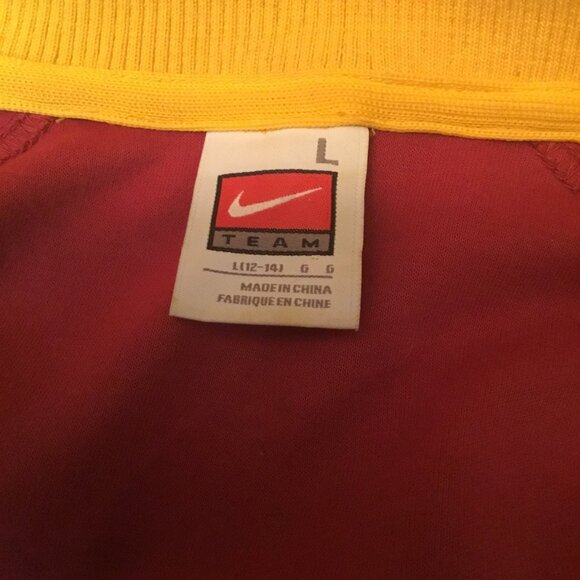 L
TEAM
L(12-14) G G
MADE IN CHINA
FABRIQUE EN CHINE